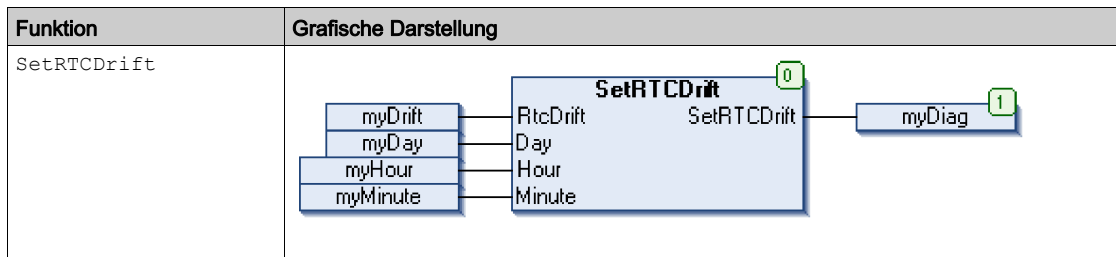 Funktion Grafische Darstellung
SetRTCDrift
0
SetRTCDrift
myDrift RtcDrift SetRTCDrift myDiag 1
myDay Day
myHour Hour
myMinute Minute